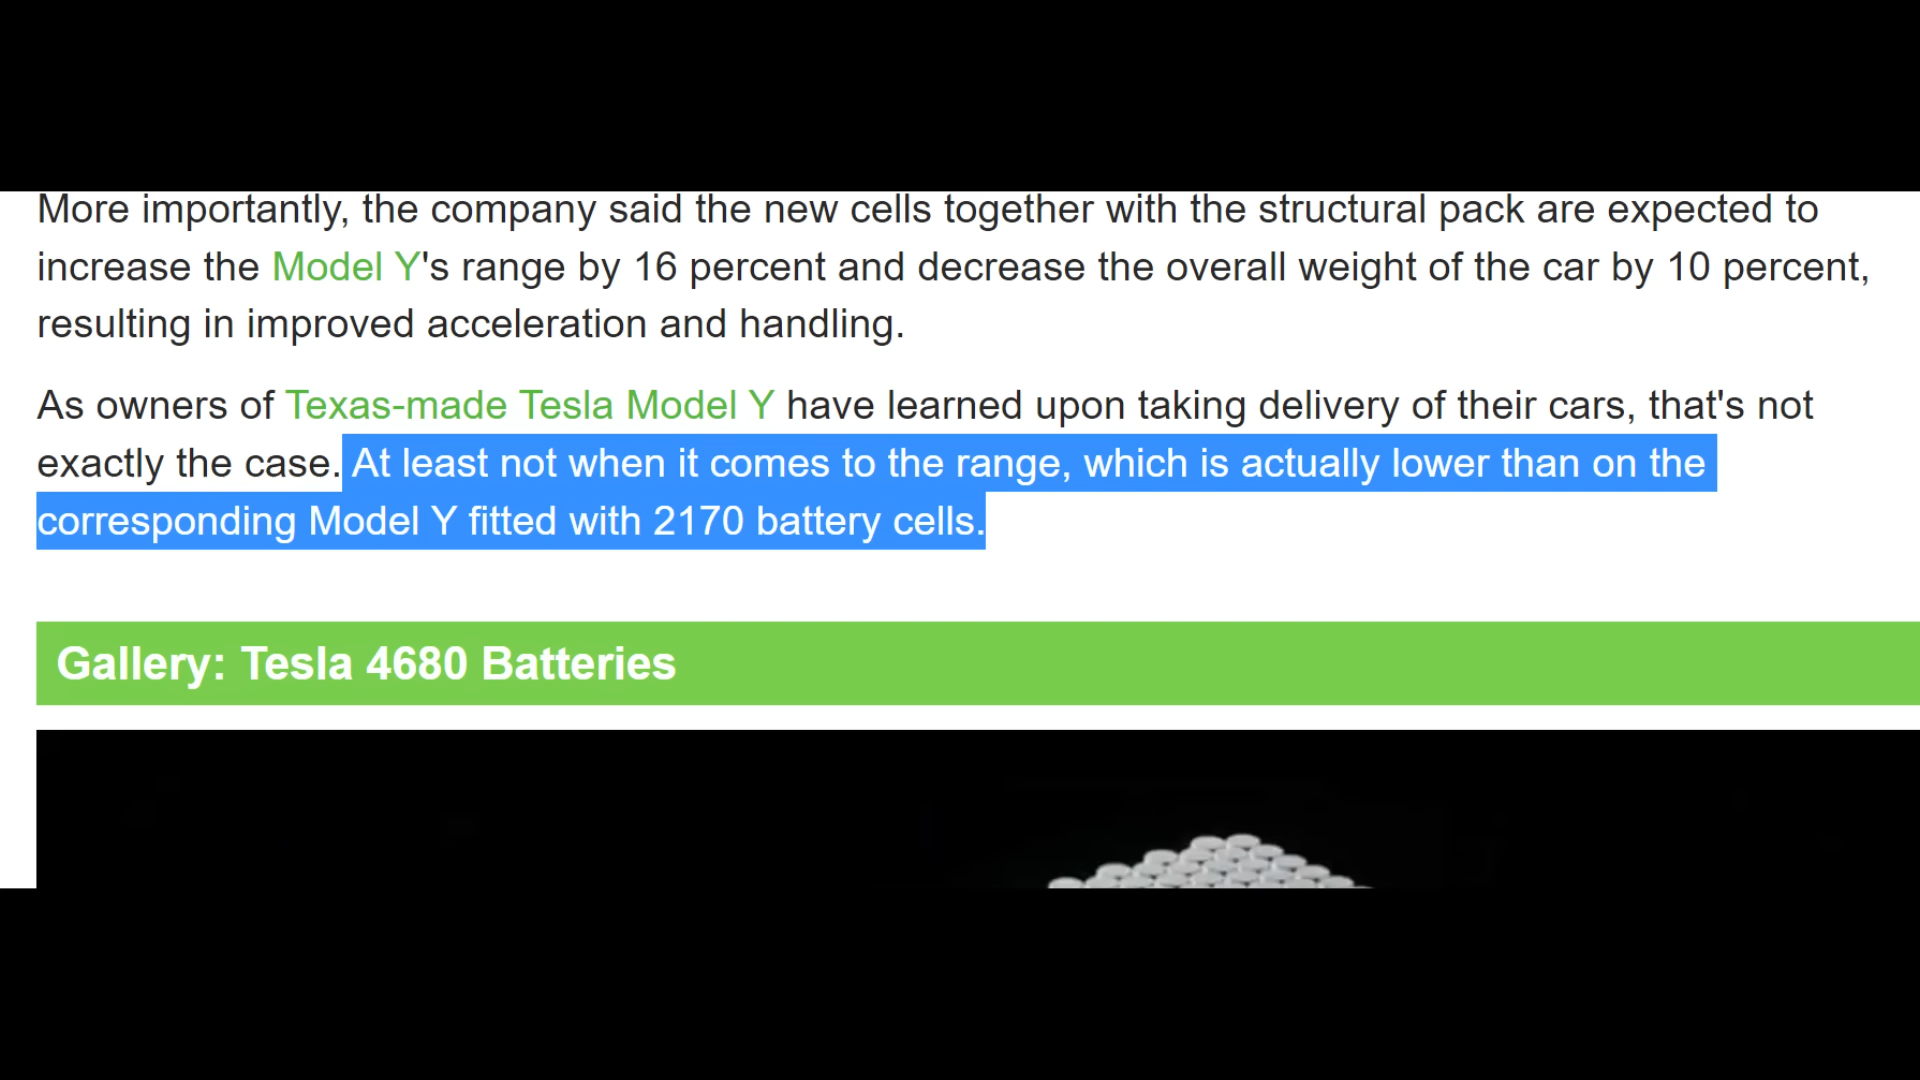 More importantly, the company said the new cells together with the structural pack are expected to
increase the Model Y's range by 16 percent and decrease the overall weight of the car by 10 percent,
resulting in improved acceleration and handling.
As owners of Texas-made Tesla Model Y have learned upon taking delivery of their cars, that's not
exactly the case. At least not when it comes to the range, which is actually lower than on the
corresponding Model Y fitted with 2170 battery cells.
Gallery: Tesla 4680 Batteries